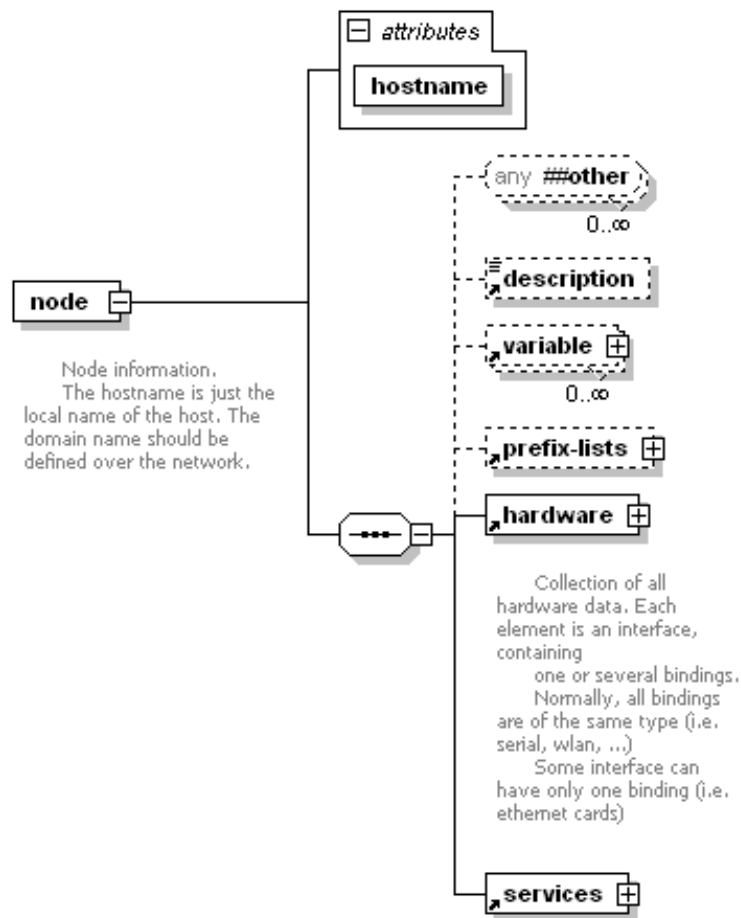 attributes
hostname
any ##other
0..∞
node
description
variable
0..∞
Node information.
The hostname is just the
local name of the host. The
domain name should be
defined over the network.
prefix-lists
hardware
Collection of all
hardware data. Each
element is an interface,
containing
one or several bindings.
Normally, all bindings
are of the same type (i.e.
serial, wlan, ...)
Some interface can
have only one binding (i.e.
ethernet cards)
services